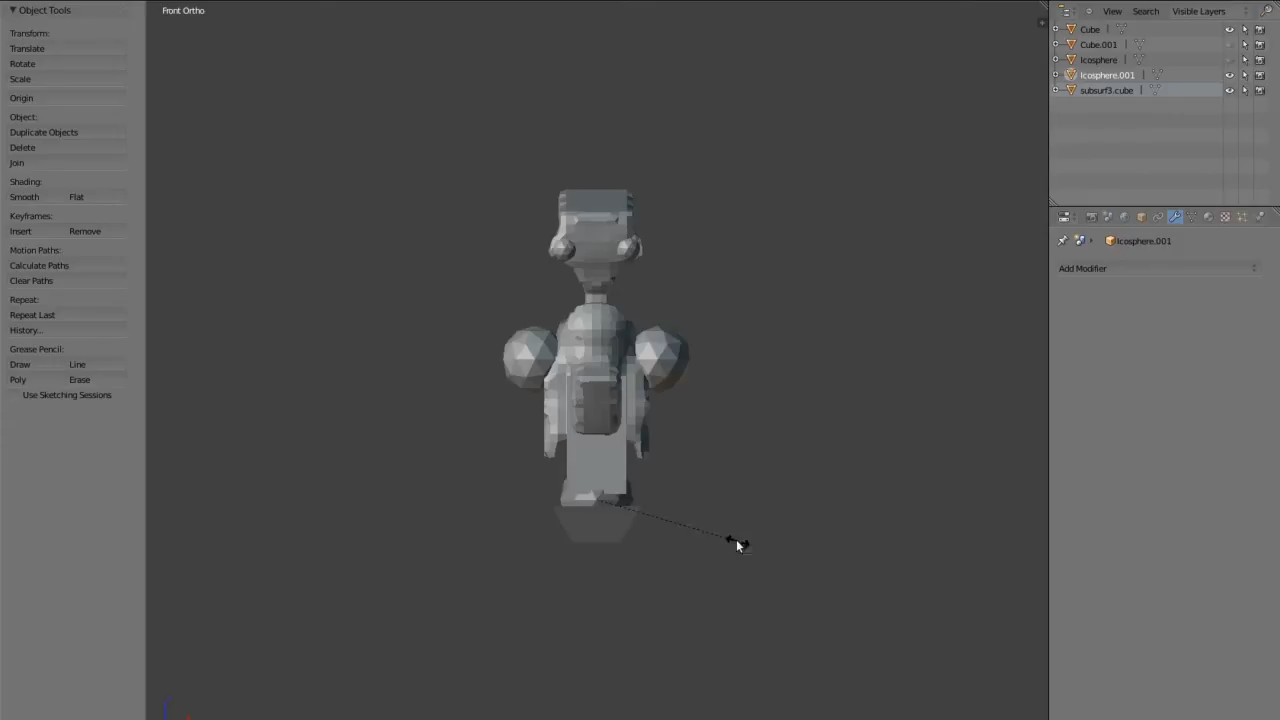 Object Tools
Transform:
Translate
Rotate
Scale
Origin
Object:
Duplicate Objects
Delete
Join
Shading:
Smooth Flat
Keyframes:
Insert Remove
Motion Paths:
Calculate Paths
Clear Paths
Repeat:
Repeat Last
History...
Grease Pencil:
Draw Line
Poly Erase
Use Sketching Sessions
Front Ortho
View Search Visible Layers
Cube
Cube.001
Icosphere
Icosphere.001
subsurf3.cube
Icosphere.001
Add Modifier